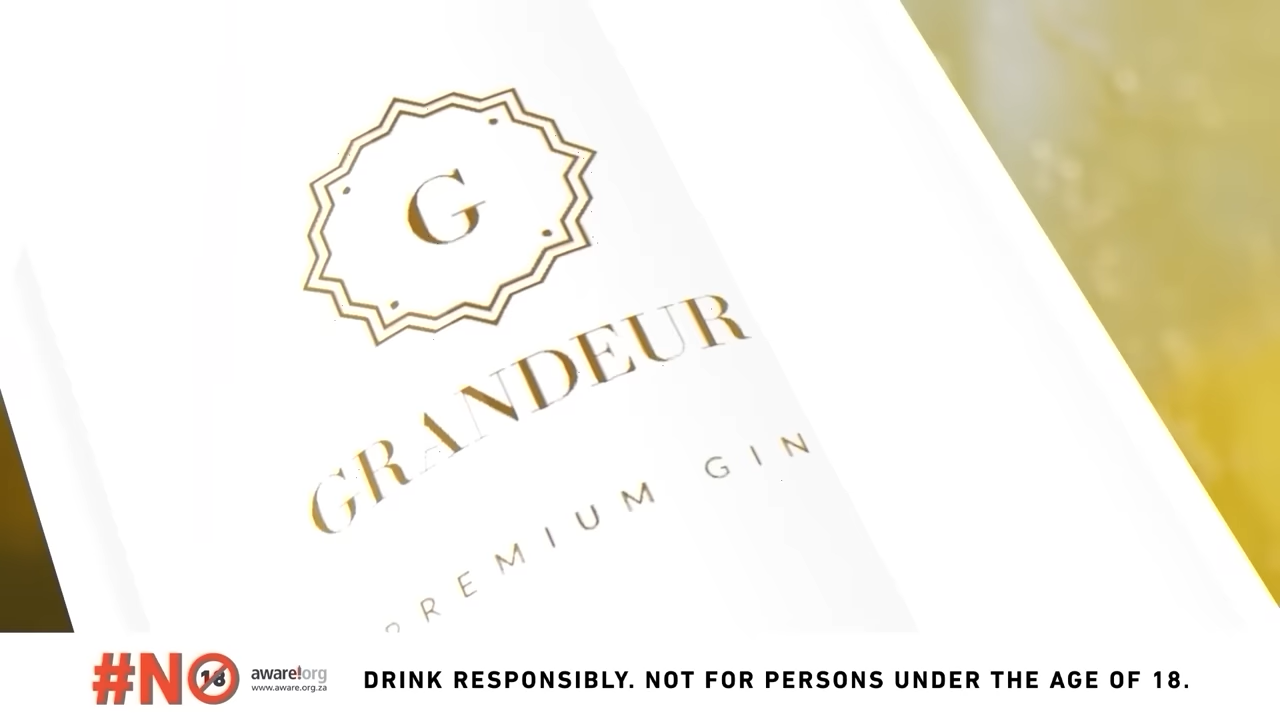 G
GRANDEUR
PREMIUM GIN
#NO
18
aware!org
www.aware.org.za
DRINK RESPONSIBLY. NOT FOR PERSONS UNDER THE AGE OF 18.